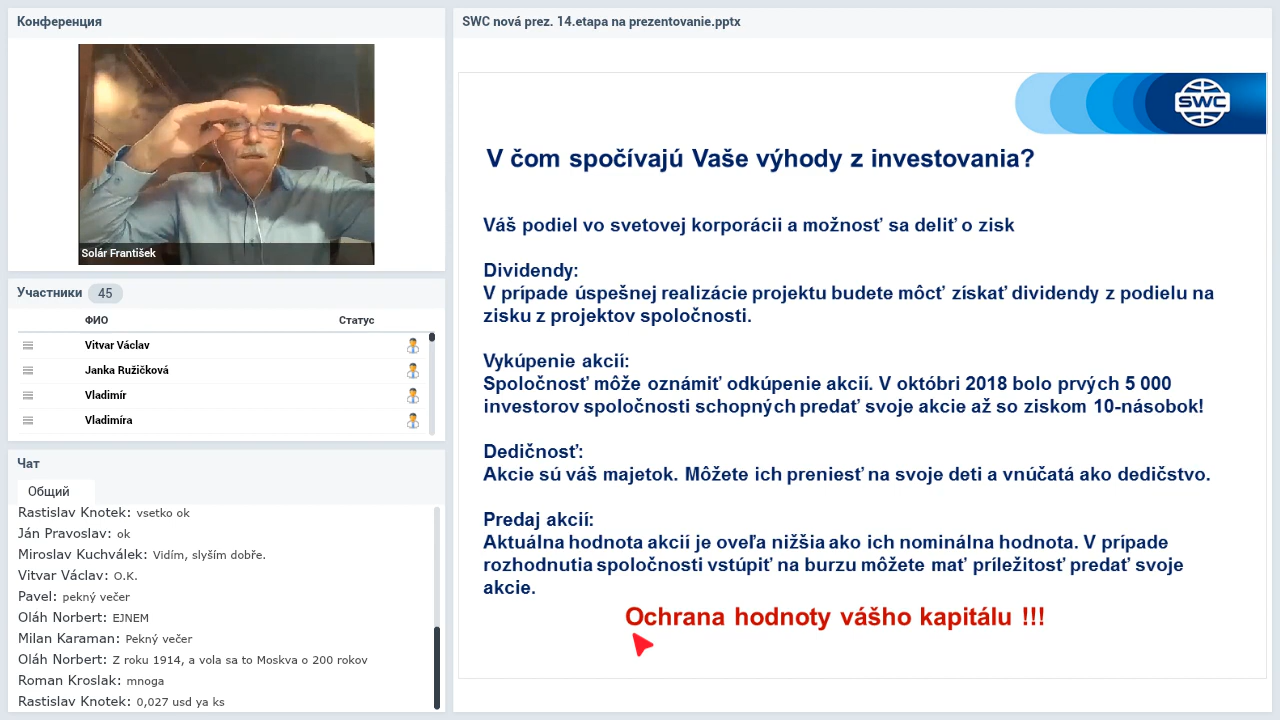 Конференция
Solár František
Участники 45
ФИО Статус
Vitvar Václav
Janka Ružičková
Vladimír
Vladimíra
Чат
Общий
Rastislav Knotek: vsetko ok
Ján Pravoslav: ok
Miroslav Kuchválek: Vidím, slyším dobře.
Vitvar Václav: O.K.
Pavel: pekný večer
Oláh Norbert: EJNEM
Milan Karaman: Pekný večer
Oláh Norbert: Z roku 1914, a vola sa to Moskva o 200 rokov
Roman Kroslak: mnoga
Rastislav Knotek: 0,027 usd ya ks
SWC nová prez. 14.etapa na prezentovanie.pptx
SWC
V čom spočívajú Vaše výhody z investovania?
Váš podiel vo svetovej korporácii a možnosť sa deliť o zisk
Dividendy:
V prípade úspešnej realizácie projektu budete môcť získať dividendy z podielu na
zisku z projektov spoločnosti.
Vykúpenie akcií:
Spoločnosť môže oznámiť odkúpenie akcií. V októbri 2018 bolo prvých 5 000
investorov spoločnosti schopných predať svoje akcie až so ziskom 10-násobok!
Dedičnosť:
Akcie sú váš majetok. Môžete ich preniesť na svoje deti a vnúčatá ako dedičstvo.
Predaj akcií:
Aktuálna hodnota akcií je oveľa nižšia ako ich nominálna hodnota. V prípade
rozhodnutia spoločnosti vstúpiť na burzu môžete mať príležitosť predať svoje
akcie.
Ochrana hodnoty vášho kapitálu !!!